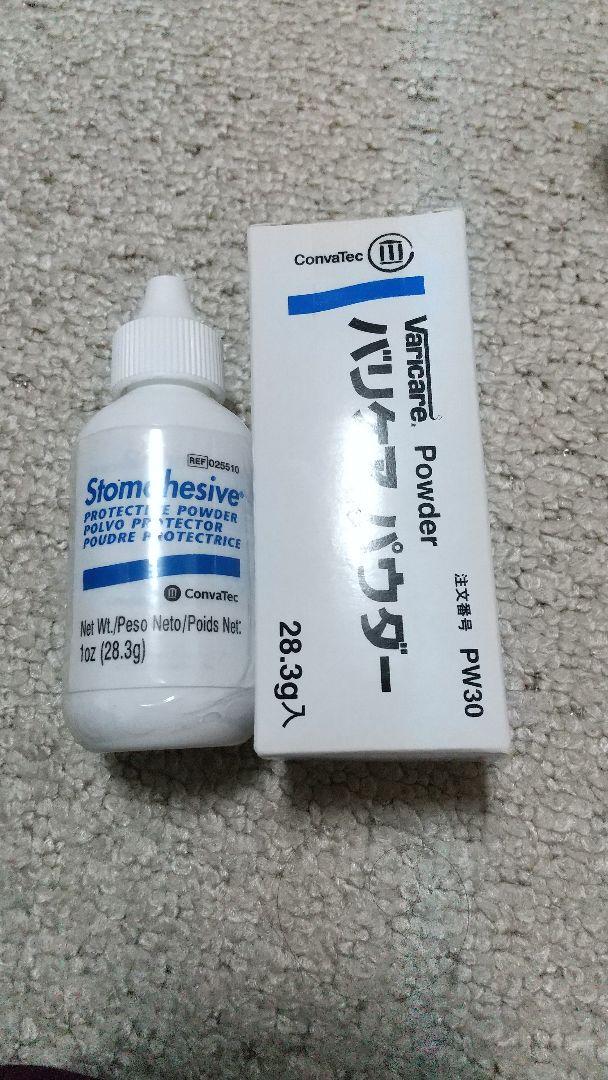 REF 025510
Stomahesive®
PROTECTIVE POWDER
POLVO PROTECTOR
POUDRE PROTECTRICE
ConvaTec
Net Wt./Peso Neto/Poids Net:
1oz (28.3g)
ConvaTec
Varicare® Powder
バリケア パウダー
注文番号 PW30
28.3g入